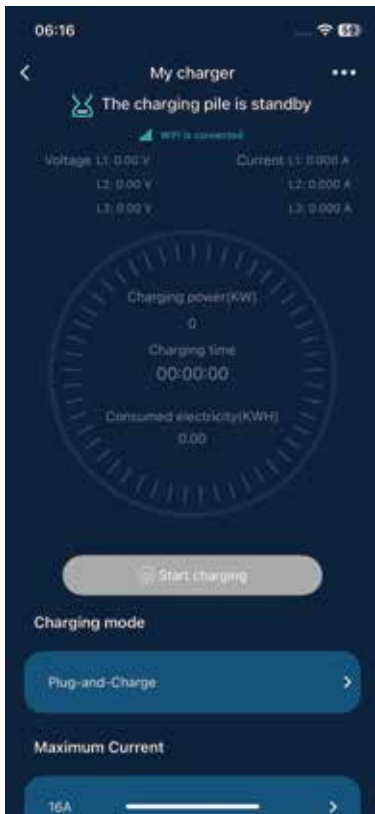 06:16
My charger
The charging pile is standby
WIFI is connected
Voltage L1: 0.00 V
Current L1: 0.000 A
L2: 0.00 V
L2: 0.000 A
L3: 0.00 V
L3: 0.000 A
Charging power(KW)
0
Charging time
00:00:00
Consumed electricity(KWH)
0.00
Start charging
Charging mode
Plug-and-Charge
Maximum Current
16A